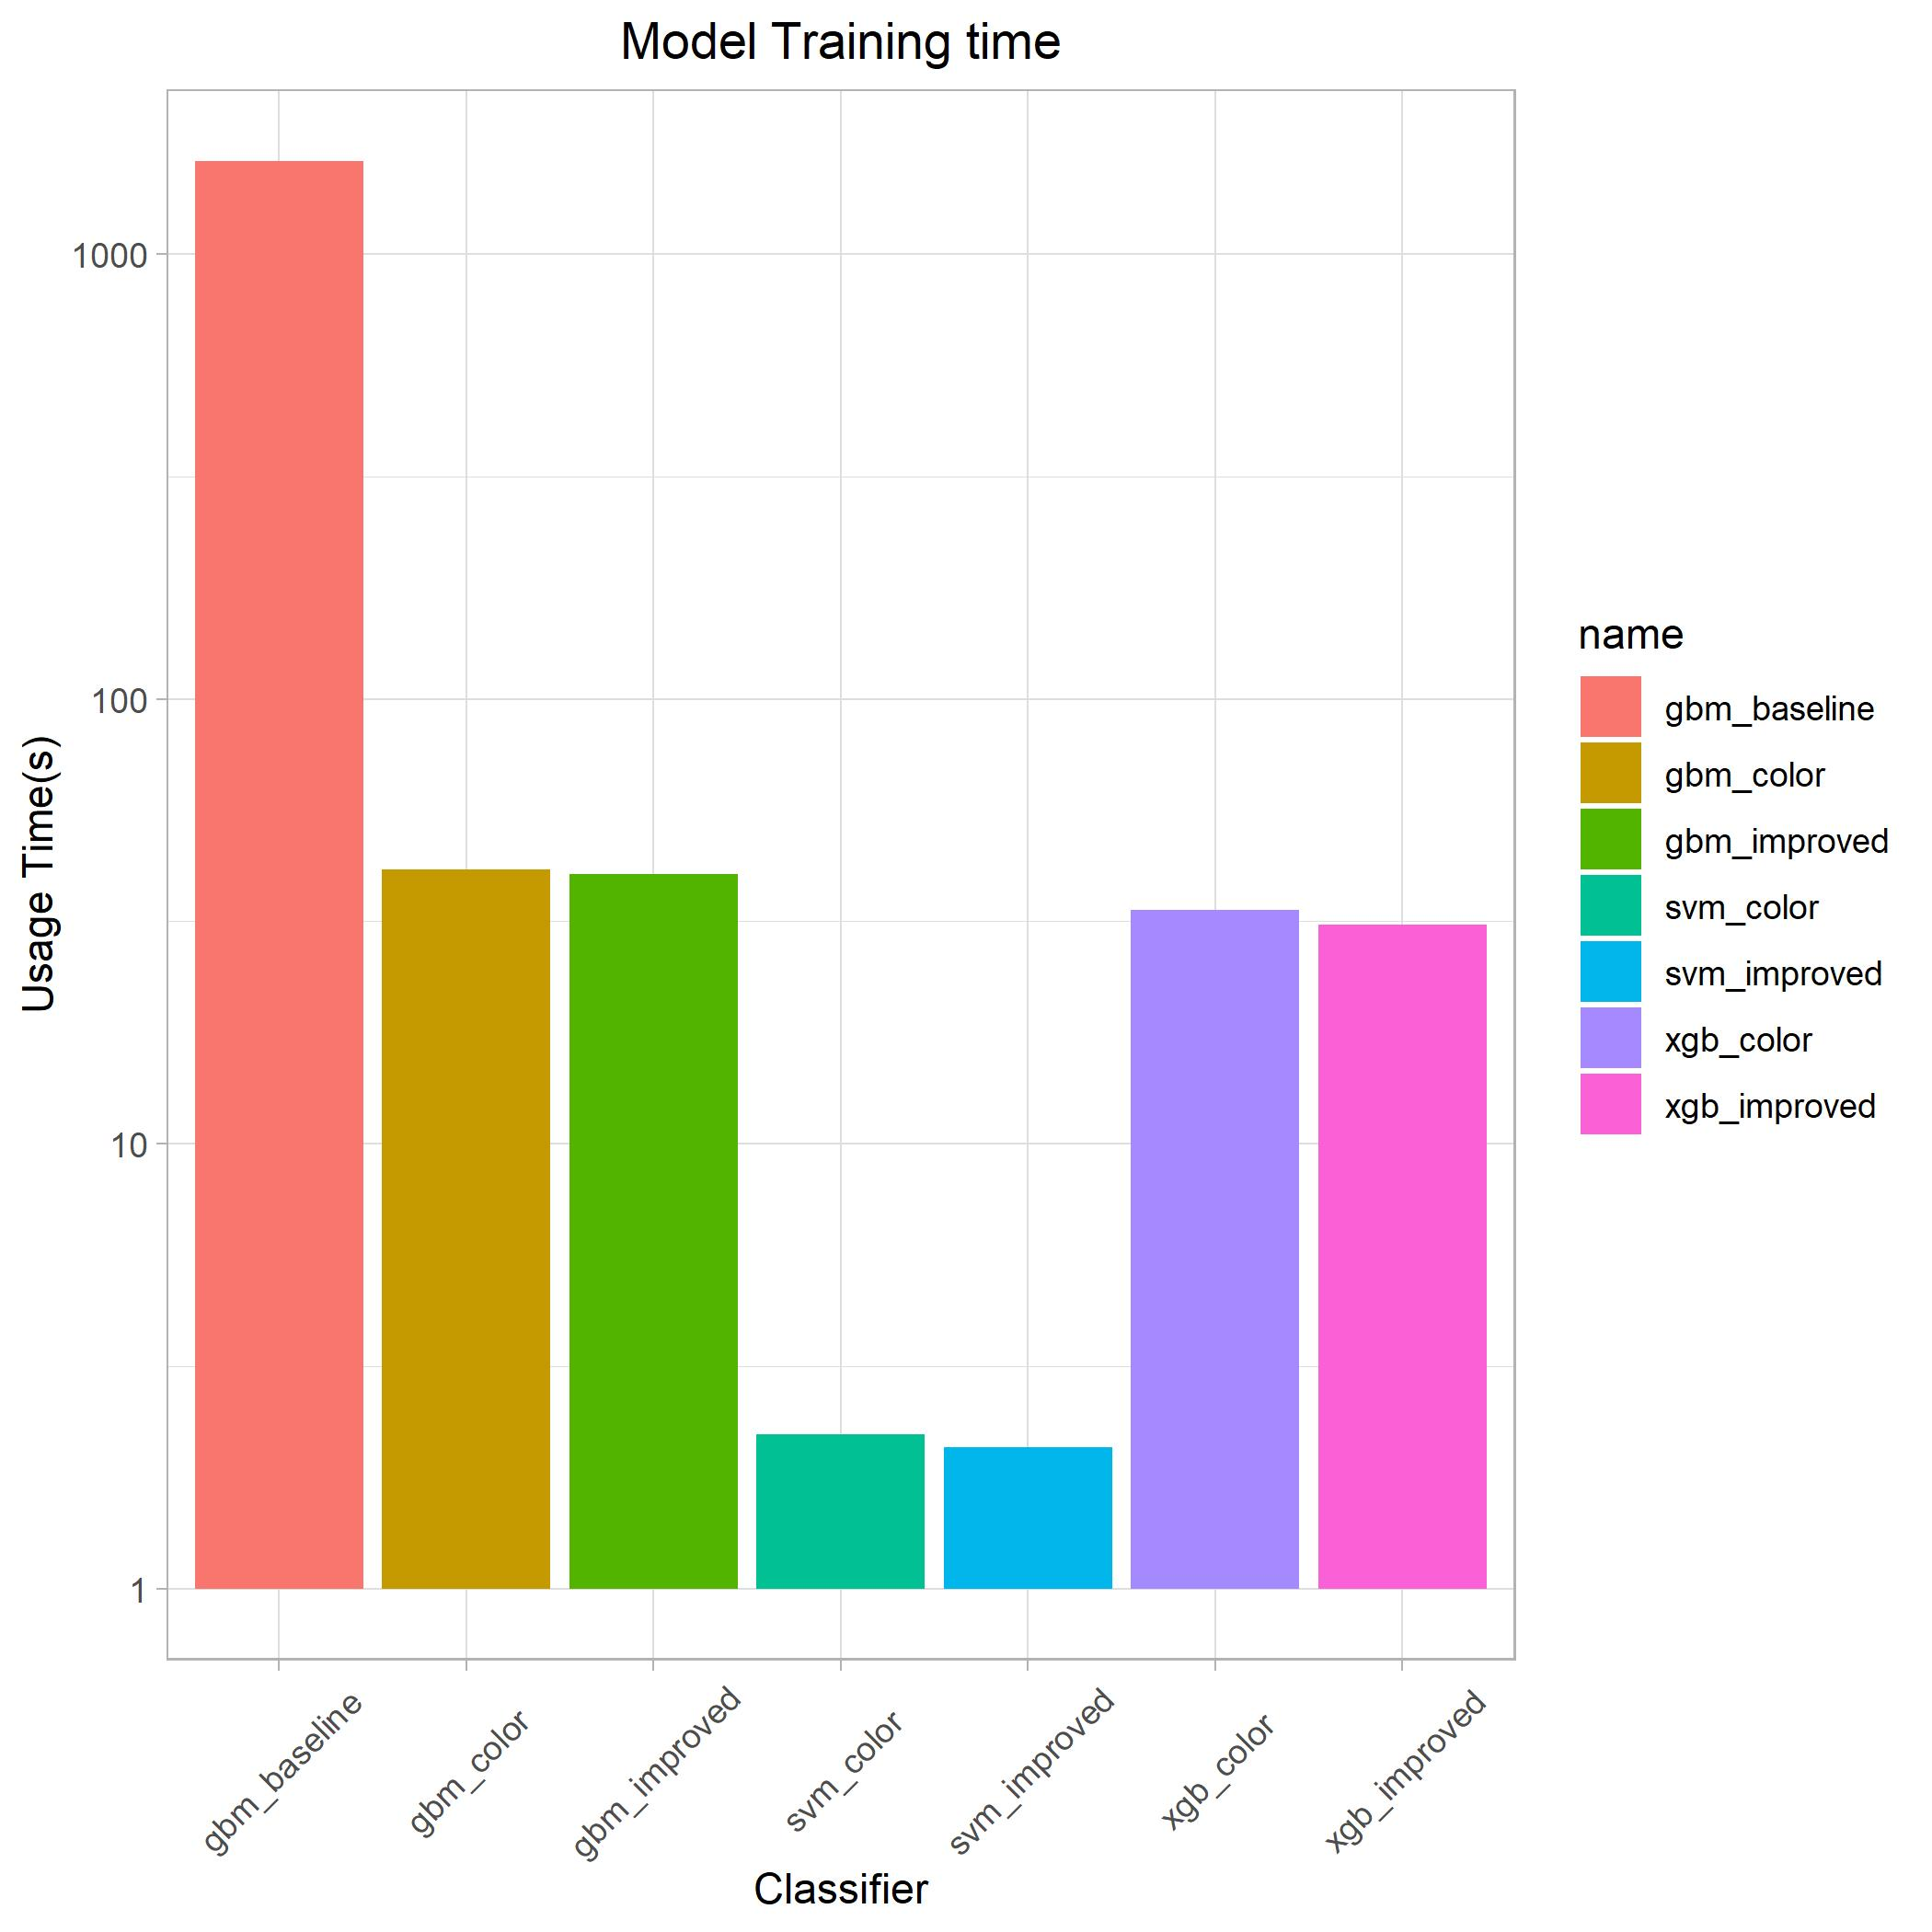 Model Training time
Usage Time(s)
1000
100
10
1
gbm_baseline
gbm_color
gbm_improved
svm_color
svm_improved
xgb_color
xgb_improved
Classifier
name
gbm_baseline
gbm_color
gbm_improved
svm_color
svm_improved
xgb_color
xgb_improved